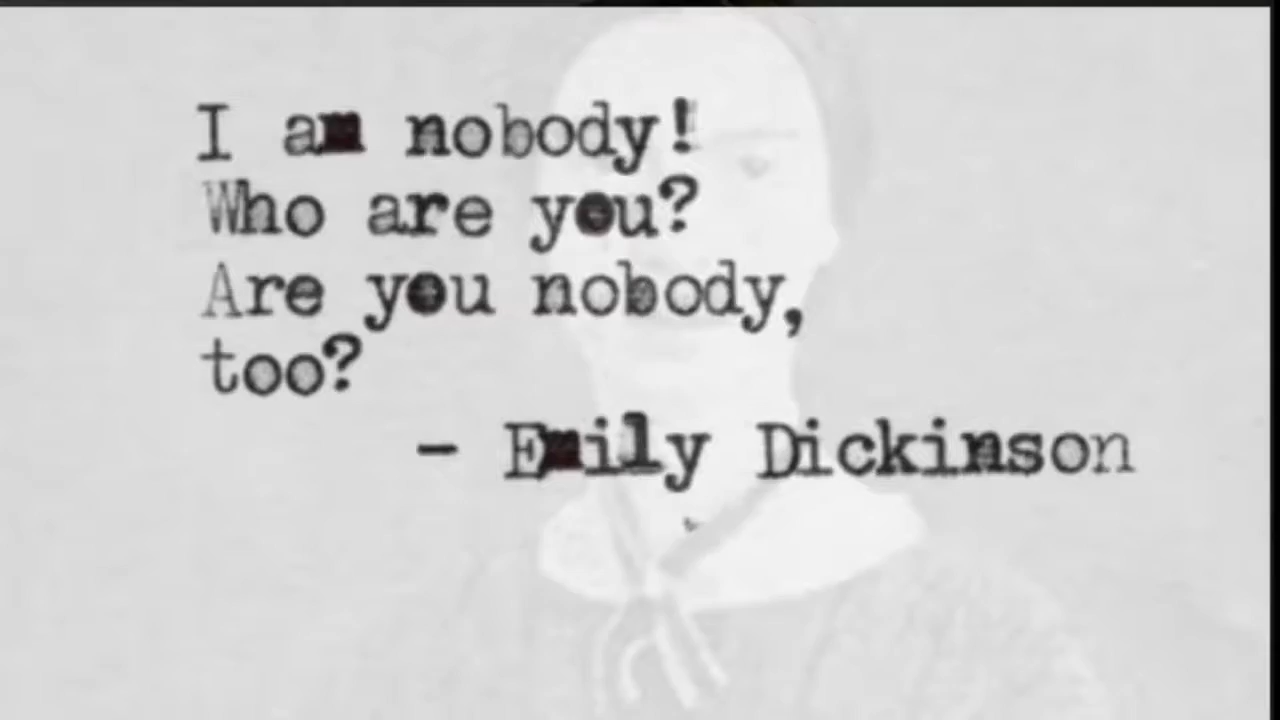 I am nobody!
Who are you?
Are you nobody,
too?
- Emily Dickinson